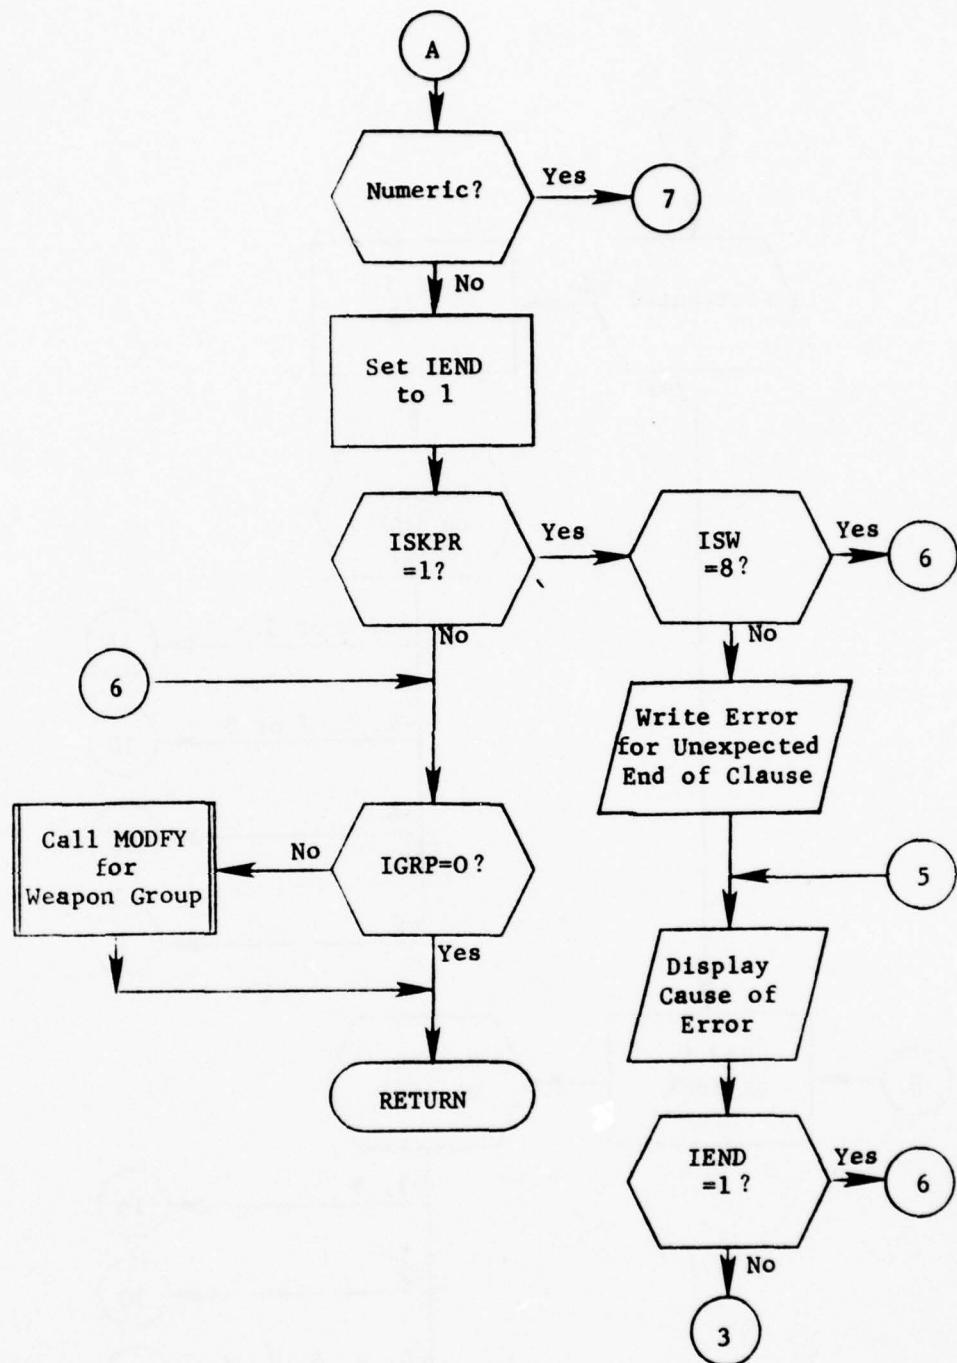 A
Numeric?
Yes
7
No
Set IEND
to 1
ISKPR
=1?
Yes
ISW
=8?
Yes
6
No
No
6
Write Error
for Unexpected
End of Clause
Call MODFY
for
Weapon Group
No
IGRP=0?
5
Yes
Display
Cause of
Error
RETURN
IEND
=1?
Yes
6
No
3